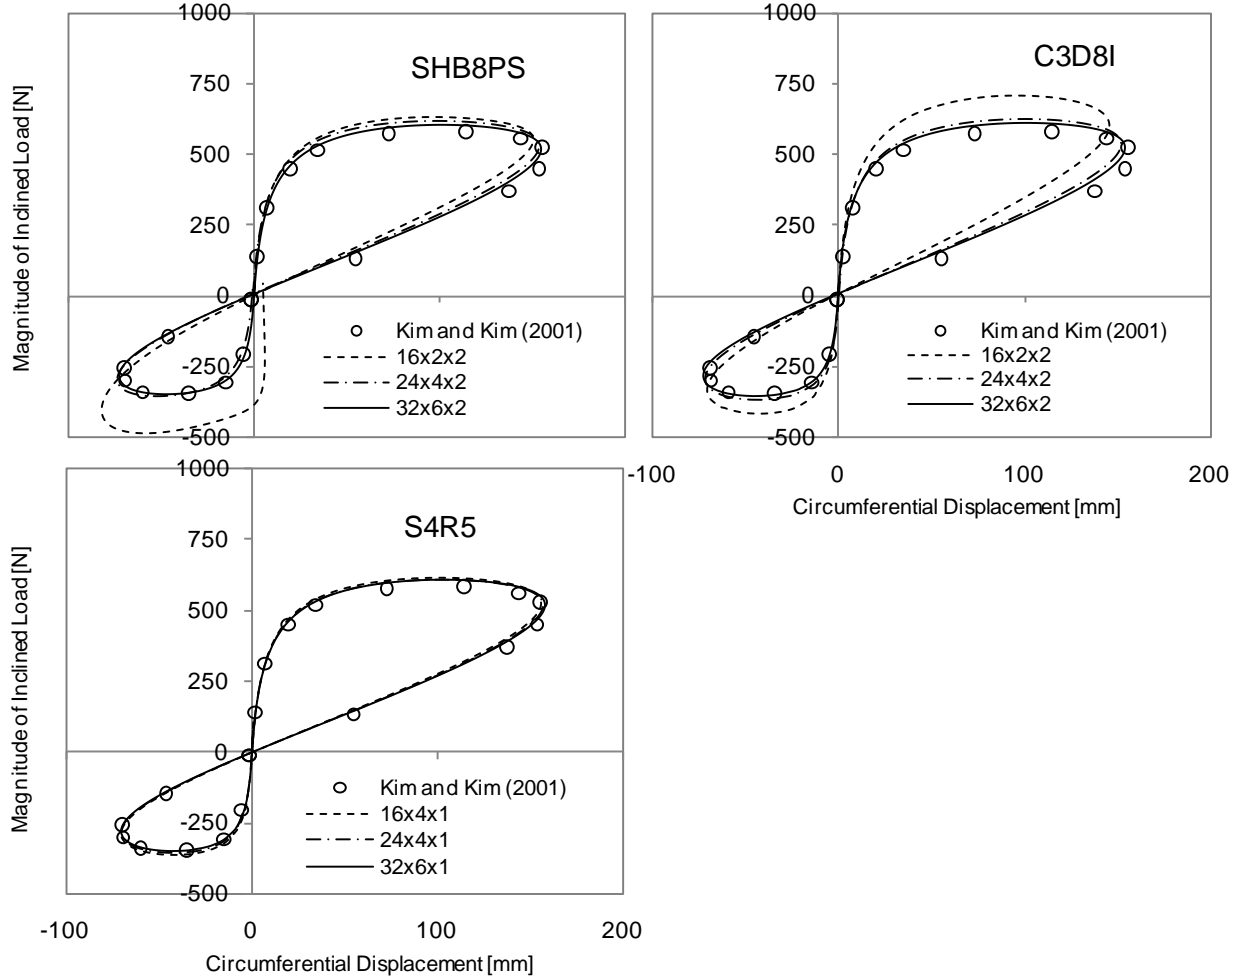 1000
750
500
250
0
-250
-500
Magnitude of Inclined Load [N]
SHB8PS
Kim and Kim (2001)
16x2x2
24x4x2
32x6x2
1000
750
500
250
0
-250
-500
C3D8I
Kim and Kim (2001)
16x2x2
24x4x2
32x6x2
-100 0 100 200
Circumferential Displacement [mm]
1000
750
500
250
0
-250
-500
Magnitude of Inclined Load [N]
S4R5
Kim and Kim (2001)
16x4x1
24x4x1
32x6x1
-100 0 100 200
Circumferential Displacement [mm]